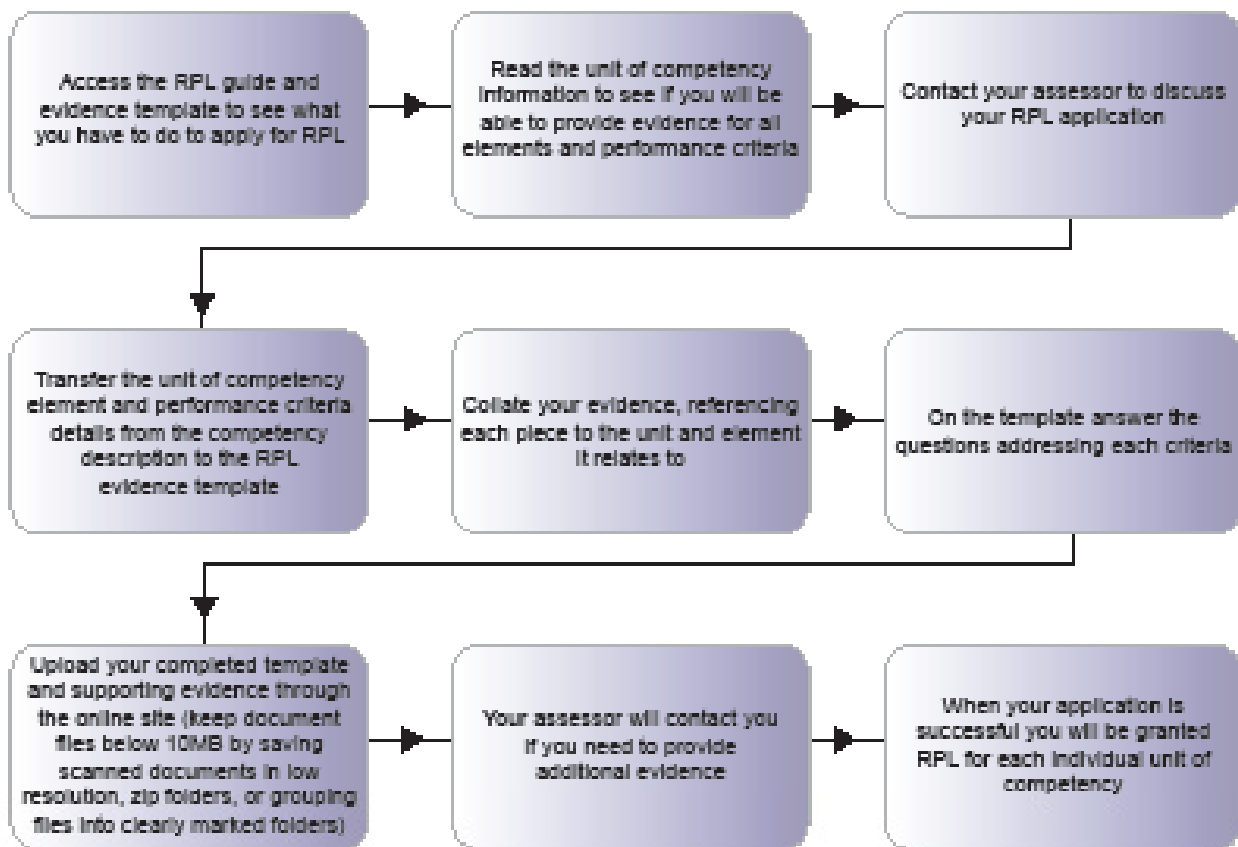 Access the RPL guide and
evidence template to see what
you have to do to apply for RPL
Read the unit of competency
information to see if you will be
able to provide evidence for all
elements and performance criteria
Contact your assessor to discuss
your RPL application
Transfer the unit of competency
element and performance criteria
details from the competency
description to the RPL
evidence template
Collate your evidence, referencing
each piece to the unit and element
it relates to
On the template answer the
questions addressing each criteria
Upload your completed template
and supporting evidence through
the online site (keep document
files below 10MB by saving
scanned documents in low
resolution, zip folders, or grouping
files into clearly marked folders)
Your assessor will contact you
if you need to provide
additional evidence
When your application is
successful you will be granted
RPL for each individual unit of
competency